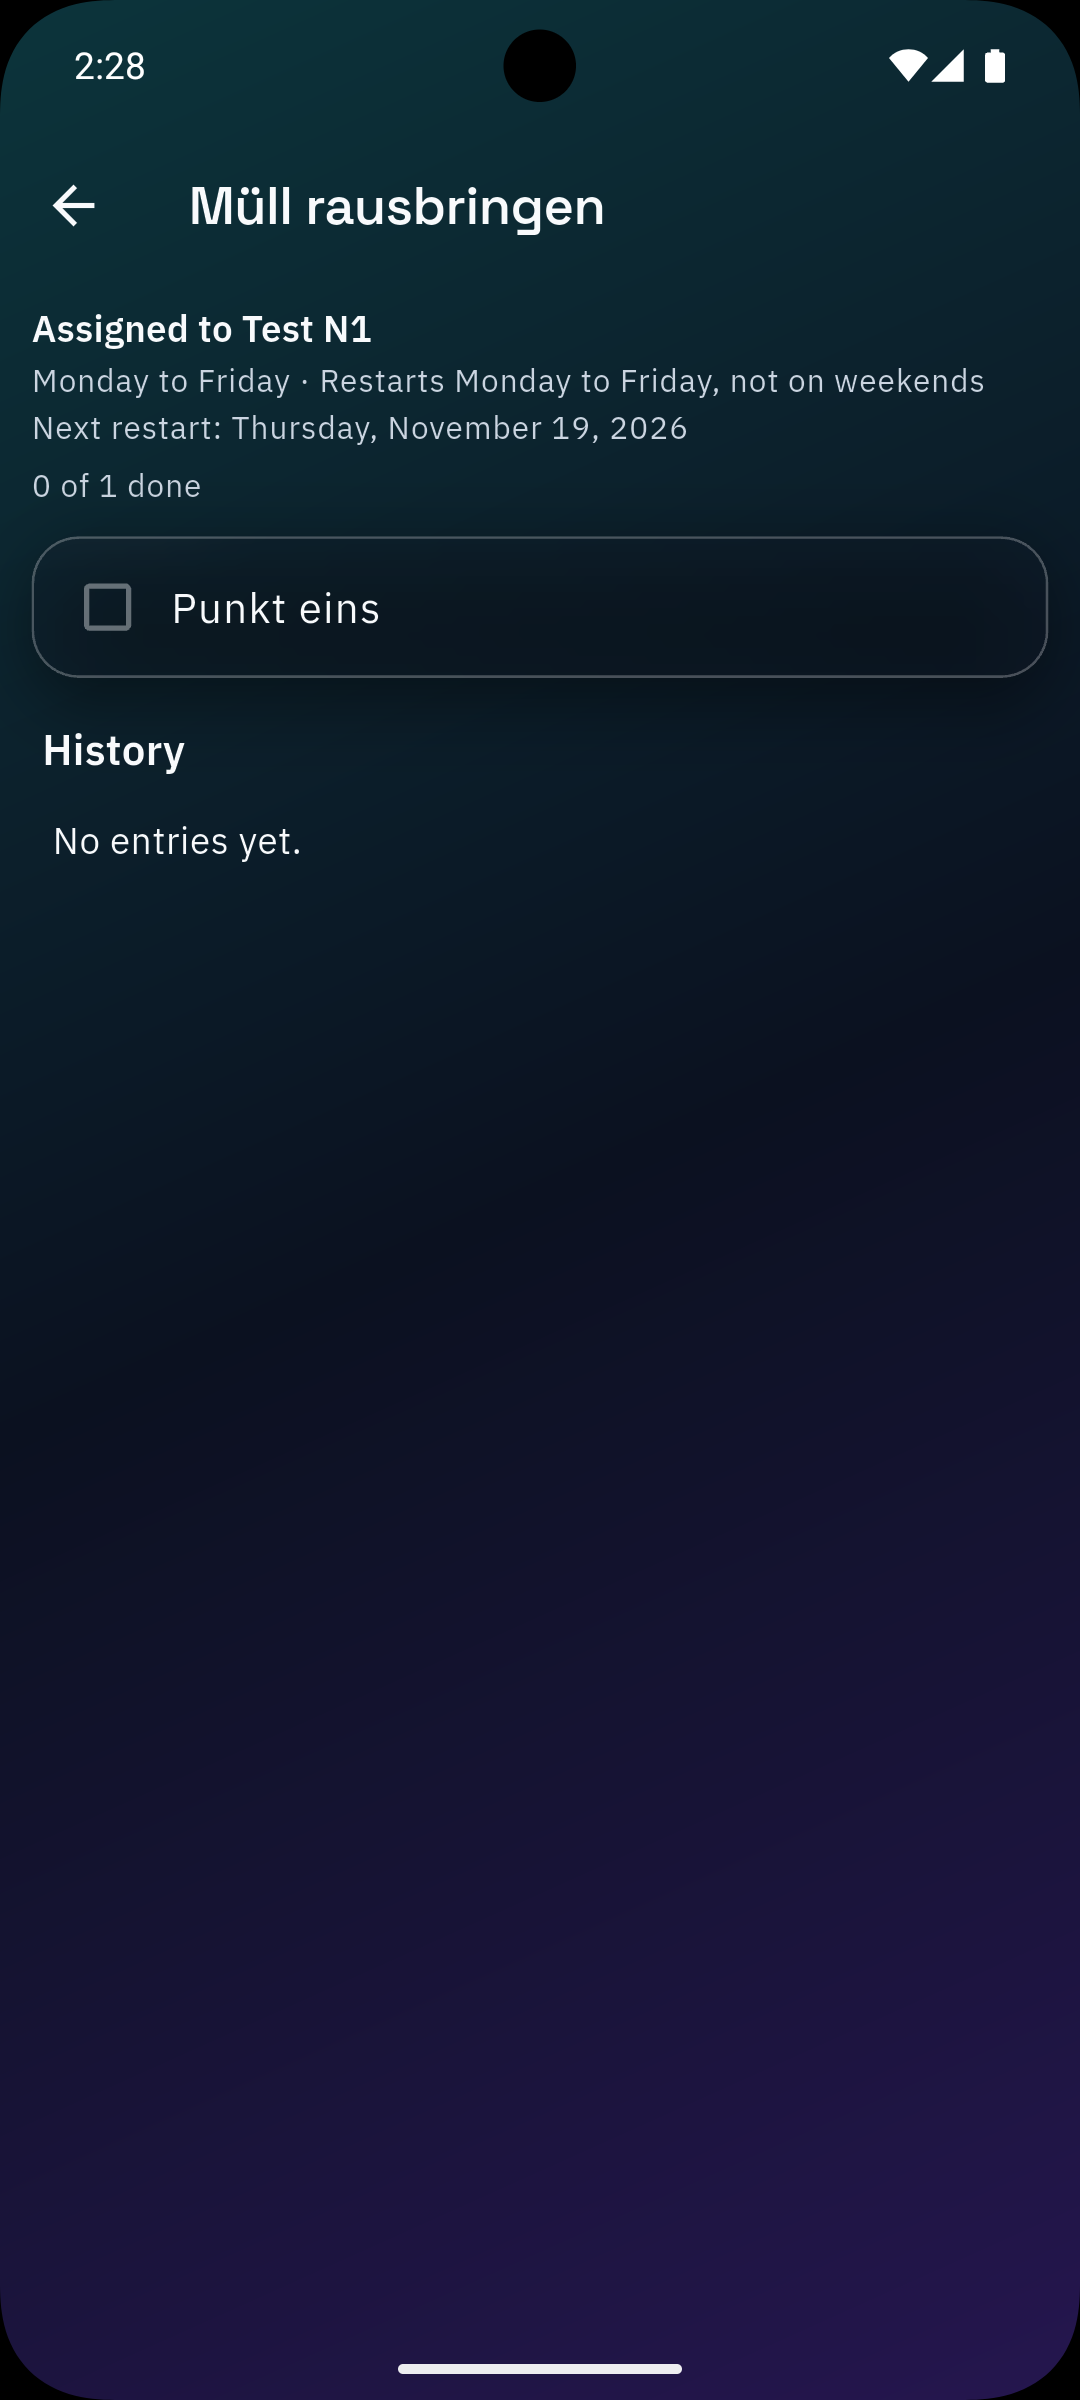 2:28
Müll rausbringen
Assigned to Test N1
Monday to Friday · Restarts Monday to Friday, not on weekends
Next restart: Thursday, November 19, 2026
0 of 1 done
Punkt eins
History
No entries yet.